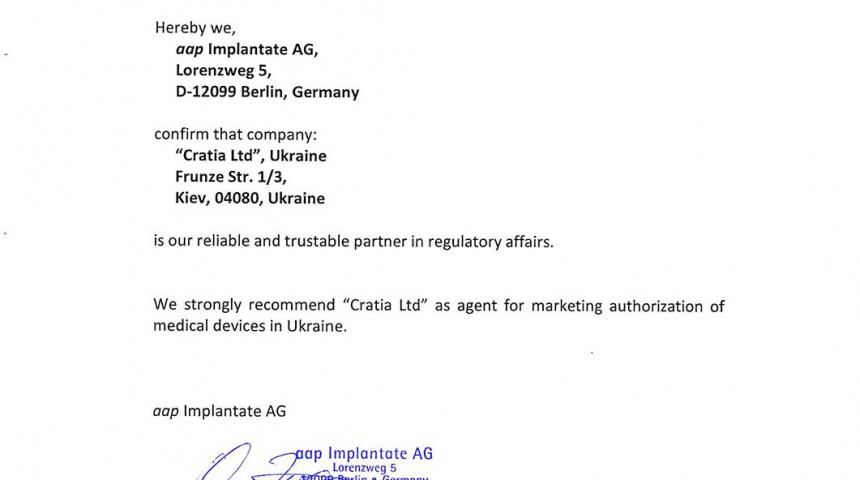 Hereby we,
aap Implantate AG,
Lorenzweg 5,
D-12099 Berlin, Germany
confirm that company:
“Cratia Ltd”, Ukraine
Frunze Str. 1/3,
Kiev, 04080, Ukraine
is our reliable and trustable partner in regulatory affairs.
We strongly recommend “Cratia Ltd” as agent for marketing authorization of
medical devices in Ukraine.
aap Implantate AG
aap Implantate AG
Lorenzweg 5
12099 Berlin • Germany